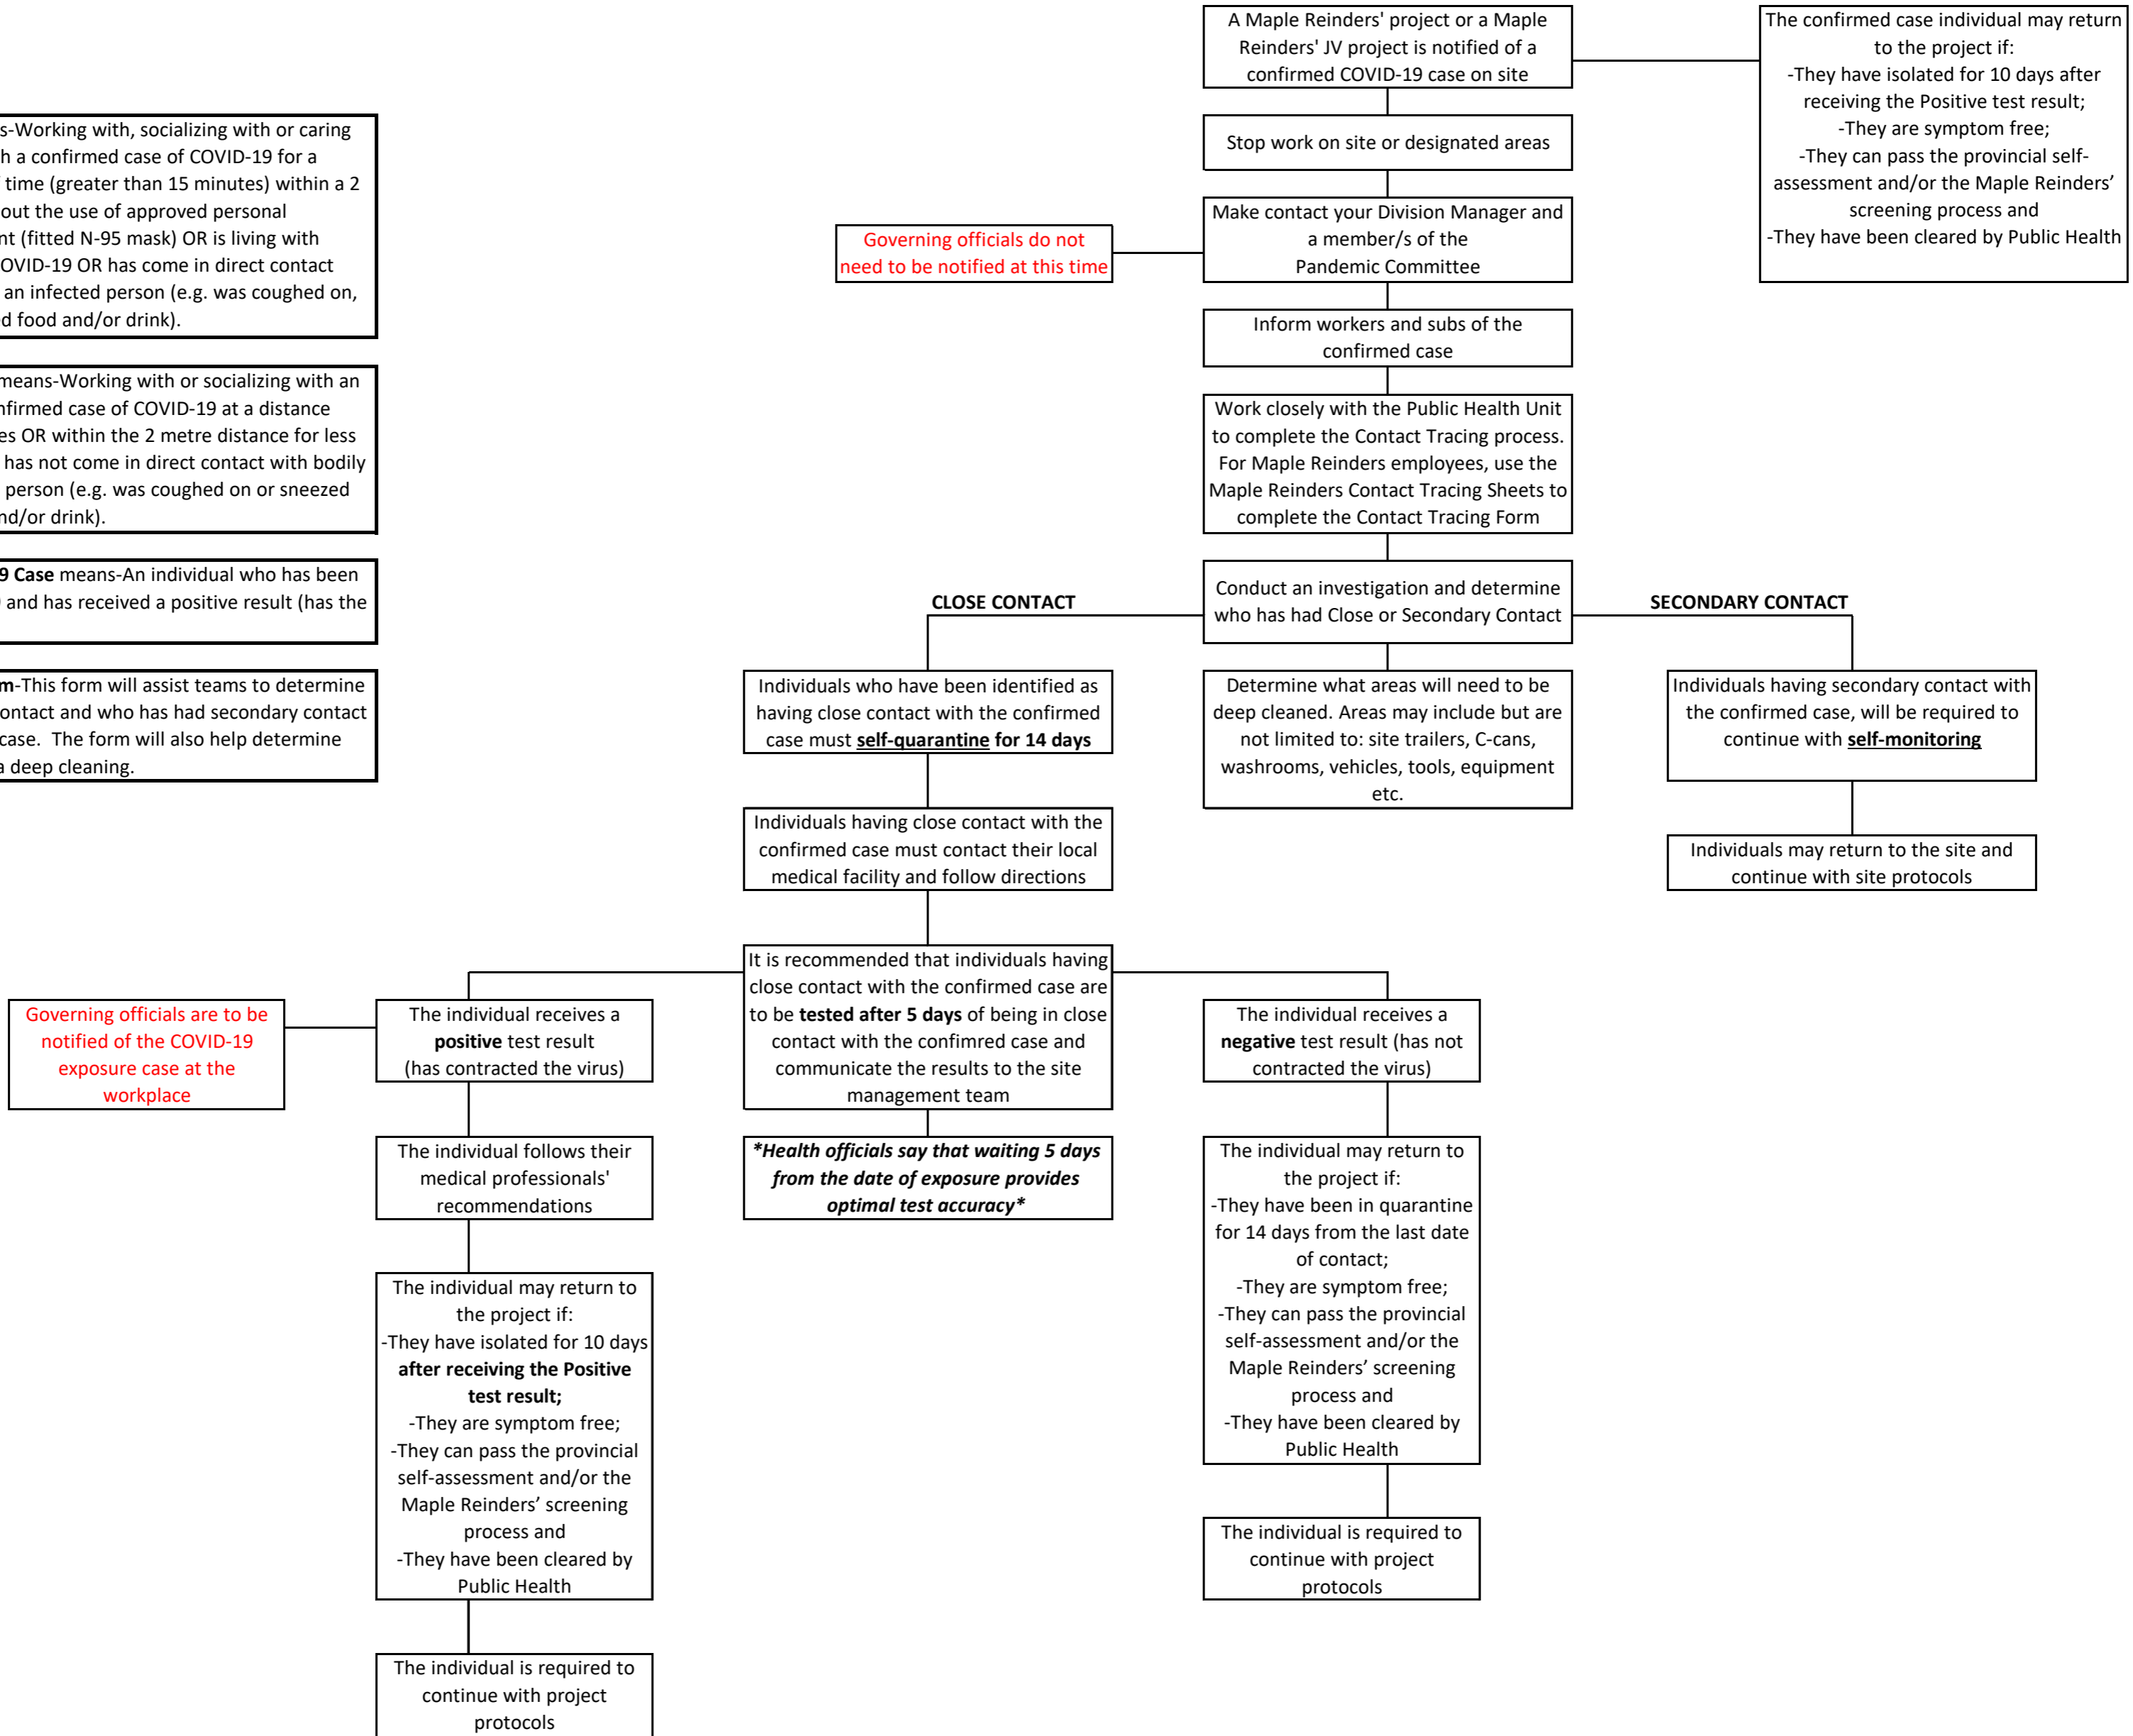 A Maple Reinders' project or a Maple
Reinders' JV project is notified of a
confirmed COVID-19 case on site
The confirmed case individual may return
to the project if:
-They have isolated for 10 days after
receiving the Positive test result;
-They are symptom free;
-They can pass the provincial self-
assessment and/or the Maple Reinders’
screening process and
-They have been cleared by Public Health
s-Working with, socializing with or caring
h a confirmed case of COVID-19 for a
time (greater than 15 minutes) within a 2
out the use of approved personal
nt (fitted N-95 mask) OR is living with
OVID-19 OR has come in direct contact
an infected person (e.g. was coughed on,
ed food and/or drink).
Stop work on site or designated areas
Make contact your Division Manager and
a member/s of the
Pandemic Committee
Governing officials do not
need to be notified at this time
Inform workers and subs of the
confirmed case
means-Working with or socializing with an
nfirmed case of COVID-19 at a distance
es OR within the 2 metre distance for less
has not come in direct contact with bodily
person (e.g. was coughed on or sneezed
nd/or drink).
Work closely with the Public Health Unit
to complete the Contact Tracing process.
For Maple Reinders employees, use the
Maple Reinders Contact Tracing Sheets to
complete the Contact Tracing Form
9 Case means-An individual who has been
and has received a positive result (has the
CLOSE CONTACT
Conduct an investigation and determine
who has had Close or Secondary Contact
SECONDARY CONTACT
m-This form will assist teams to determine
ontact and who has had secondary contact
case. The form will also help determine
a deep cleaning.
Individuals who have been identified as
having close contact with the confirmed
case must self-quarantine for 14 days
Determine what areas will need to be
deep cleaned. Areas may include but are
not limited to: site trailers, C-cans,
washrooms, vehicles, tools, equipment
etc.
Individuals having secondary contact with
the confirmed case, will be required to
continue with self-monitoring
Individuals having close contact with the
confirmed case must contact their local
medical facility and follow directions
Individuals may return to the site and
continue with site protocols
It is recommended that individuals having
close contact with the confirmed case are
to be tested after 5 days of being in close
contact with the confimred case and
communicate the results to the site
management team
Governing officials are to be
notified of the COVID-19
exposure case at the
workplace
The individual receives a
positive test result
(has contracted the virus)
The individual receives a
negative test result (has not
contracted the virus)
The individual follows their
medical professionals'
recommendations
*Health officials say that waiting 5 days
from the date of exposure provides
optimal test accuracy*
The individual may return to
the project if:
-They have been in quarantine
for 14 days from the last date
of contact;
-They are symptom free;
-They can pass the provincial
self-assessment and/or the
Maple Reinders’ screening
process and
-They have been cleared by
Public Health
The individual may return to
the project if:
-They have isolated for 10 days
after receiving the Positive
test result;
-They are symptom free;
-They can pass the provincial
self-assessment and/or the
Maple Reinders’ screening
process and
-They have been cleared by
Public Health
The individual is required to
continue with project
protocols
The individual is required to
continue with project
protocols